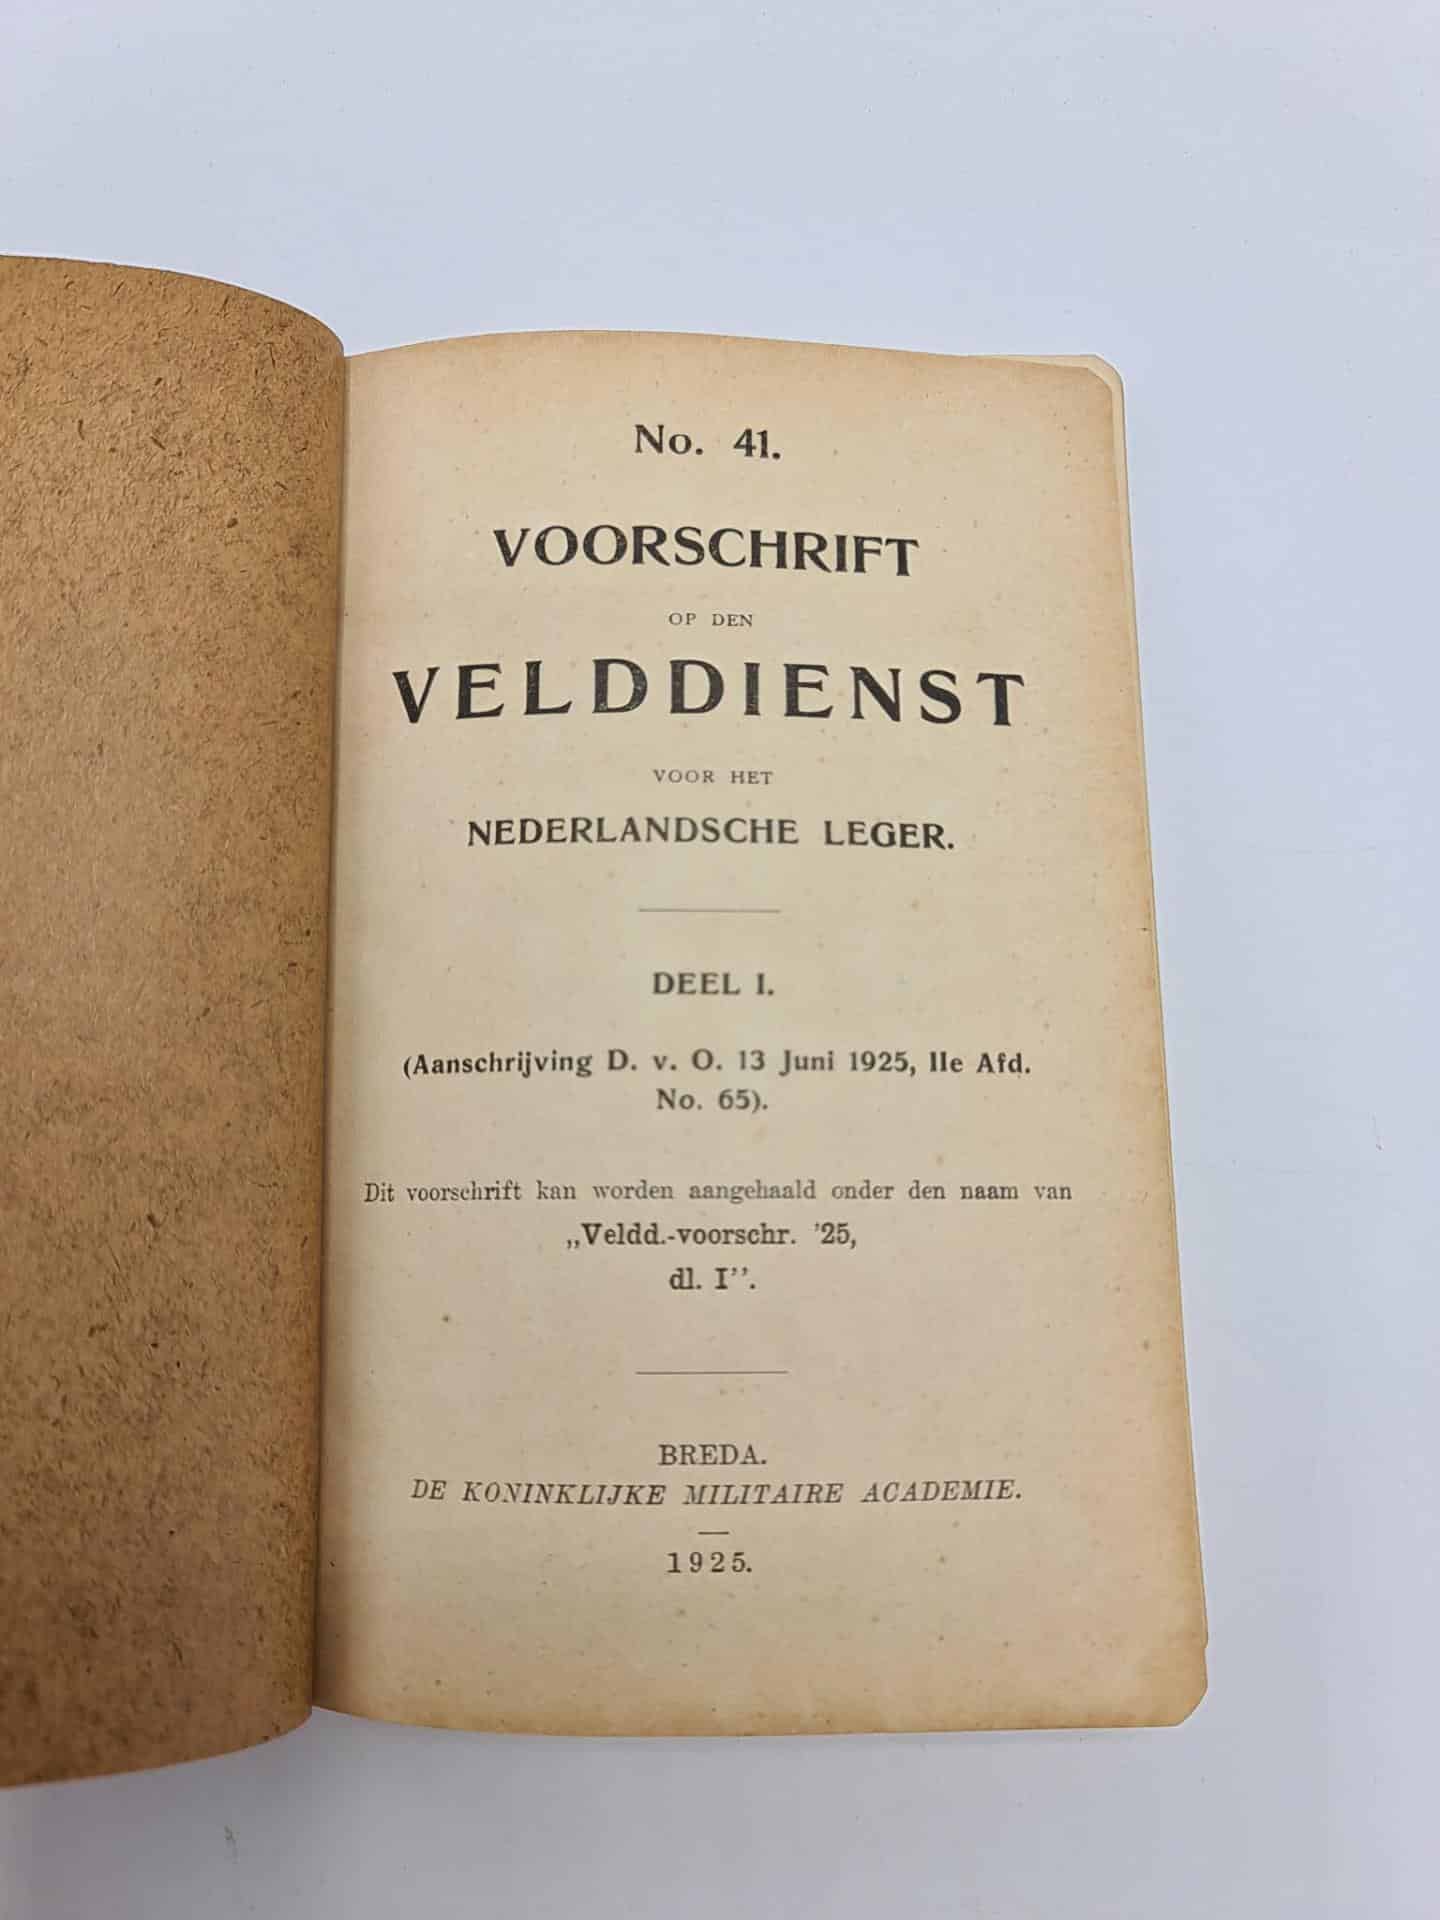 No. 41.
VOORSCHRIFT
OP DEN
VELDDIENST
VOOR HET
NEDERLANDSCHE LEGER.
DEEL I.
(Aanschrijving D. v. O. 13 Juni 1925, IIe Afd.
No. 65).
Dit voorschrift kan worden aangehaald onder den naam van
„Veldd.-voorschr. '25,
dl. I”.
BREDA.
DE KONINKLIJKE MILITAIRE ACADEMIE.
1925.